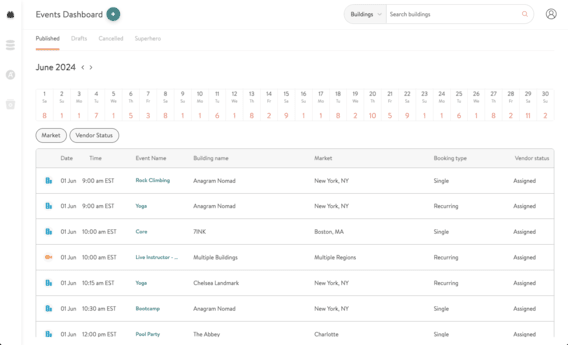 Events Dashboard +
Buildings Search buildings
Published Drafts Cancelled Superhero
June 2024 < >
1 2 3 4 5 6 7 8 9 10 11 12 13 14 15 16 17 18 19 20 21 22 23 24 25 26 27 28 29 30
Sa Su Mo Tu We Th Fr Sa Su Mo Tu We Th Fr Sa Su Mo Tu We Th Fr Sa Su Mo Tu We Th Fr Sa Su
8 1 1 7 1 5 3 8 1 1 6 1 8 2 9 1 1 8 2 10 5 9 1 1 6 1 8 2 11 2
Market Vendor Status
Date Time Event Name Building name Market Booking type Vendor status
01 Jun 9:00 am EST Rock Climbing Anagram Nomad New York, NY Single Assigned
01 Jun 9:00 am EST Yoga Anagram Nomad New York, NY Recurring Assigned
01 Jun 10:00 am EST Core 7INK Boston, MA Single Assigned
01 Jun 10:00 am EST Live Instructor - ... Multiple Buildings Multiple Regions Recurring Assigned
01 Jun 10:15 am EST Yoga Chelsea Landmark New York, NY Recurring Assigned
01 Jun 10:30 am EST Bootcamp Anagram Nomad New York, NY Single Assigned
01 Jun 12:00 pm EST Pool Party The Abbey Charlotte Single Assigned